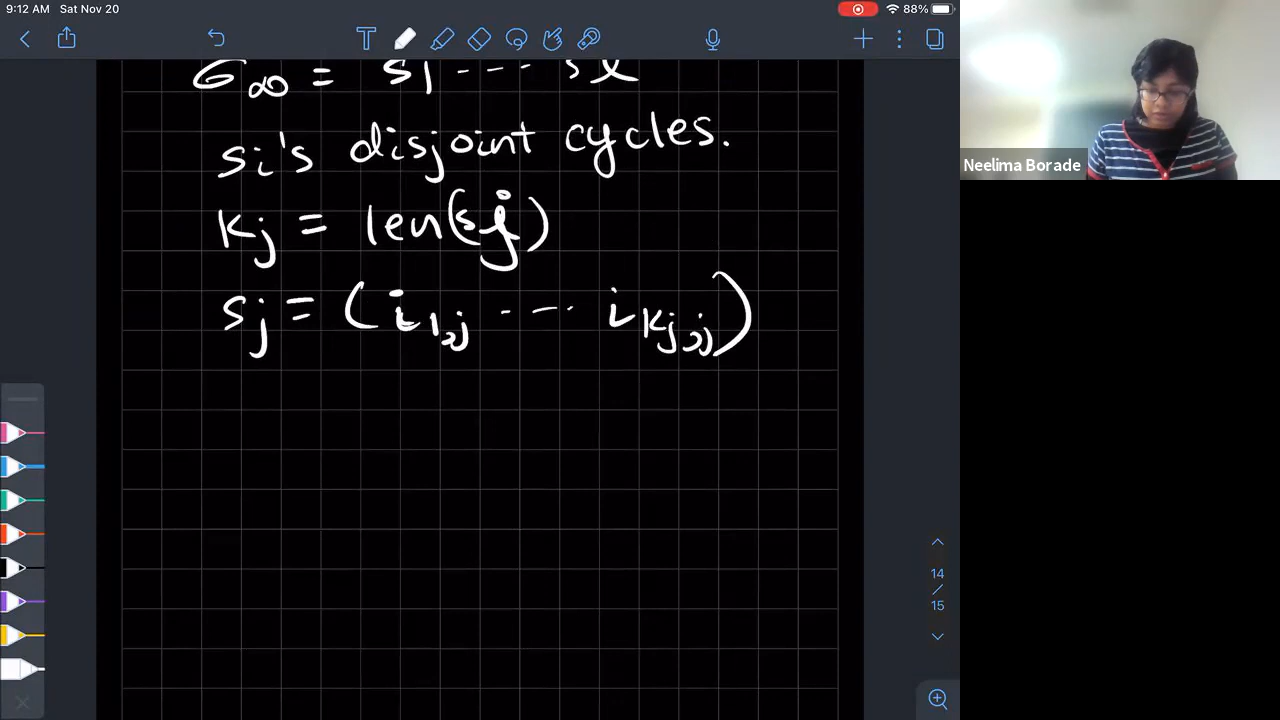 9:12 AM Sat Nov 20
88%
T
σ∞ = s1 --- sl
si's disjoint cycles.
kj = len(sj)
sj = (i1,j --- ikj,j)
Neelima Borade
14
/
15